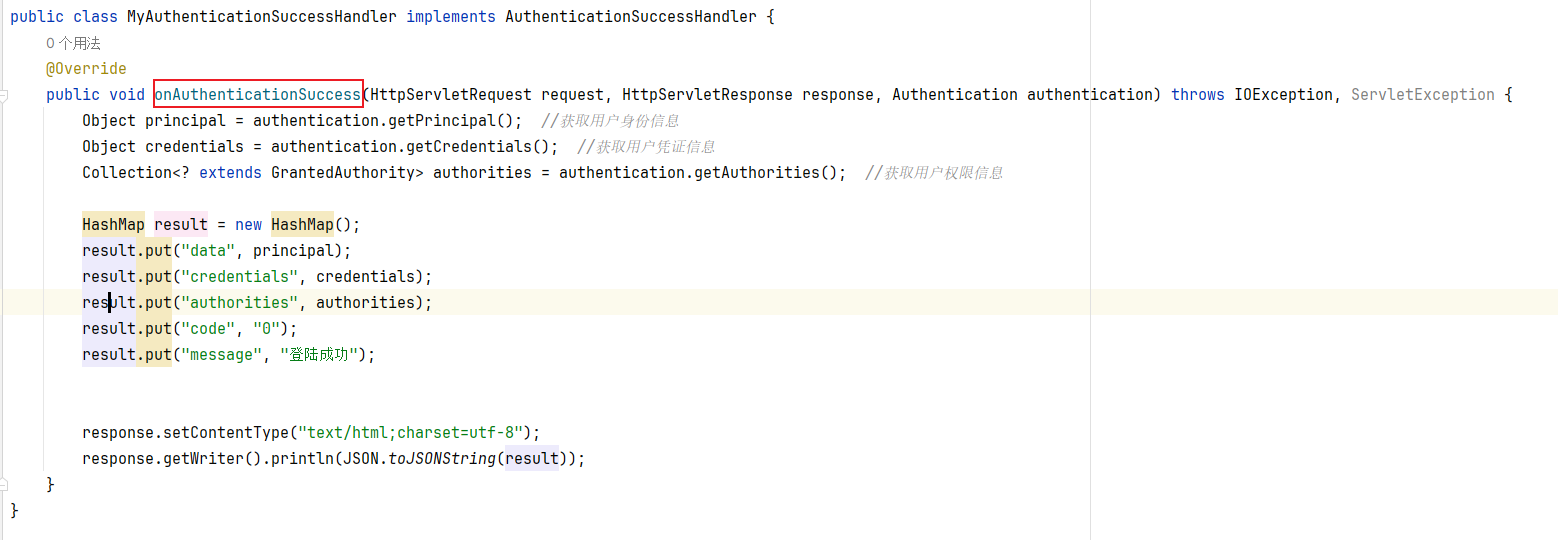 public class MyAuthenticationSuccessHandler implements AuthenticationSuccessHandler {
0 个用法
@Override
public void onAuthenticationSuccess(HttpServletRequest request, HttpServletResponse response, Authentication authentication) throws IOException, ServletException {
Object principal = authentication.getPrincipal();  //获取用户身份信息
Object credentials = authentication.getCredentials();  //获取用户凭证信息
Collection<? extends GrantedAuthority> authorities = authentication.getAuthorities();  //获取用户权限信息
HashMap result = new HashMap();
result.put("data", principal);
result.put("credentials", credentials);
result.put("authorities", authorities);
result.put("code", "0");
result.put("message", "登陆成功");
response.setContentType("text/html;charset=utf-8");
response.getWriter().println(JSON.toJSONString(result));
}
}